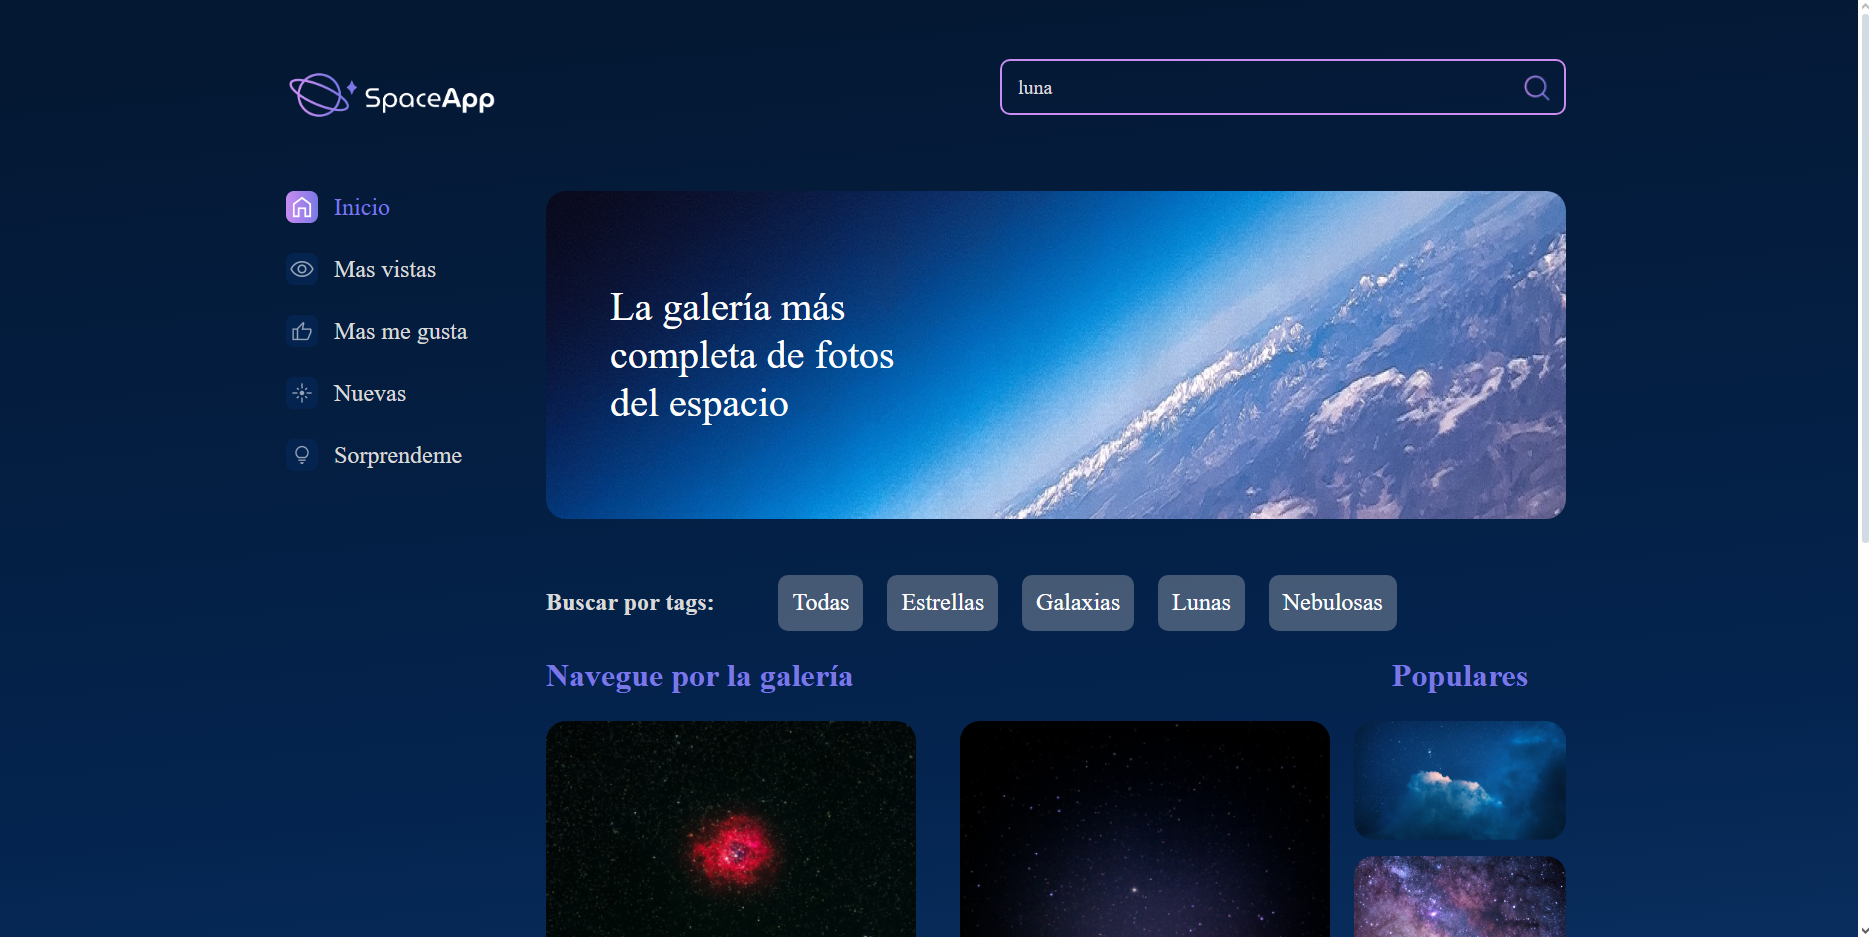 SpaceApp
luna
Inicio
Mas vistas
Mas me gusta
Nuevas
Sorprendeme
La galería más
completa de fotos
del espacio
Buscar por tags:
Todas
Estrellas
Galaxias
Lunas
Nebulosas
Navegue por la galería
Populares